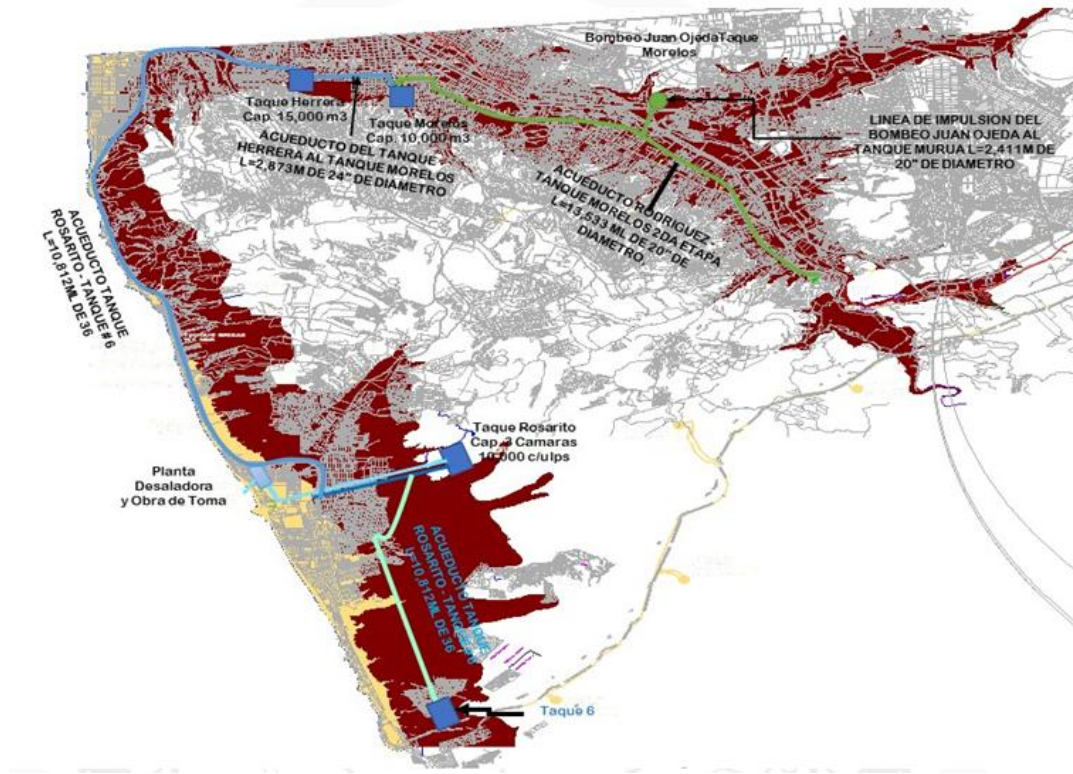 Bombeo Juan OjedaTaque
Morelos
Taque Herrera
Cap. 15,000 m3
Taque Morelos
Cap. 10,000 m3
ACUEDUCTO DEL TANQUE
HERRERA AL TANQUE MORELOS
L=2,873M DE 24" DE DIAMETRO
LINEA DE IMPULSION DEL
BOMBEO JUAN OJEDA AL
TANQUE MURUA L=2,411M DE
20" DE DIAMETRO
ACUEDUCTO RODRIGUEZ -
TANQUE MORELOS 2DA ETAPA
L=13,533 ML DE 20" DE
DIAMETRO,
ACUEDUCTO TANQUE
ROSARITO - TANQUE # 6
L=10,812ML DE 36
Taque Rosarito
Cap. 3 Camaras
10,000 c/ulps
Planta
Desaladora
y Obra de Toma
ACUEDUCTO TANQUE
ROSARITO - TANQUE # 6
L=10,812ML DE 36
Taque 6